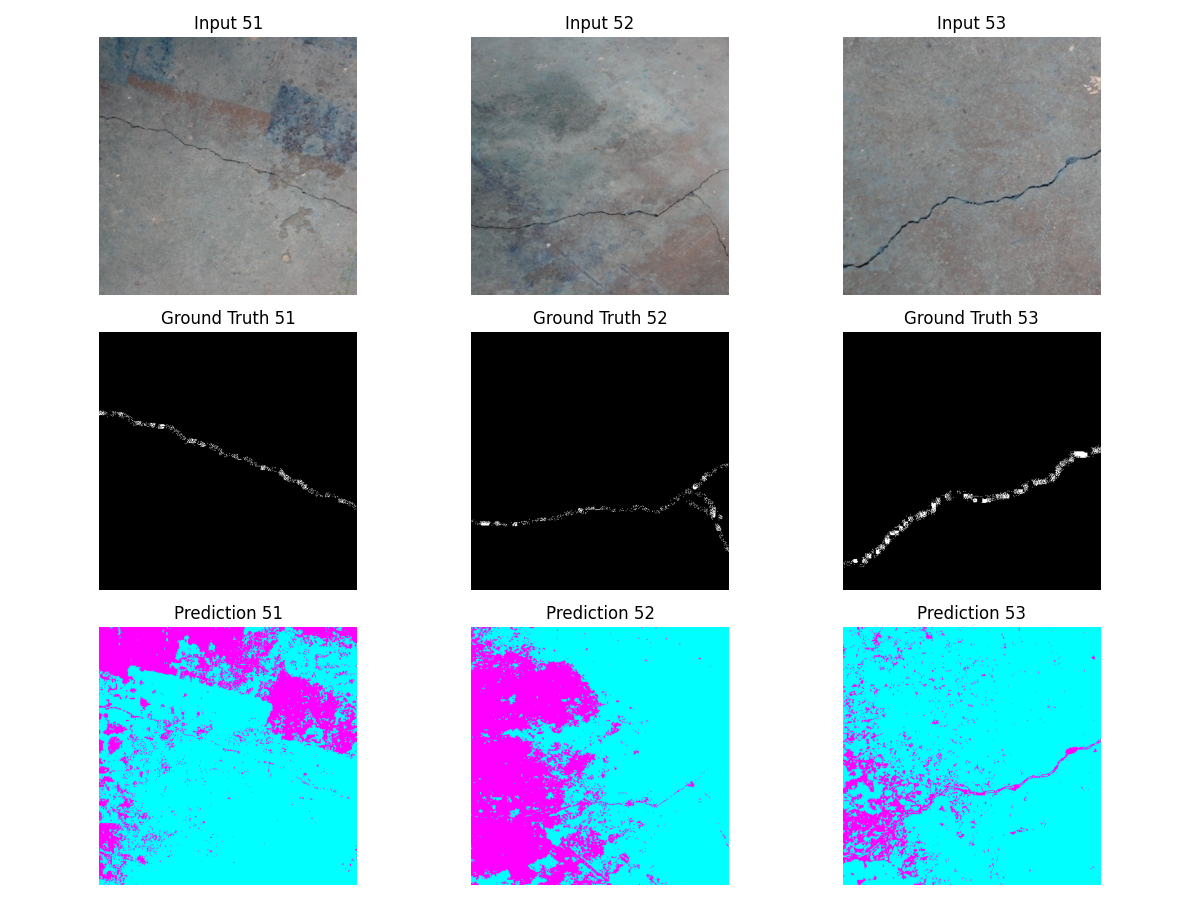 Input 51
Input 52
Input 53
Ground Truth 51
Ground Truth 52
Ground Truth 53
Prediction 51
Prediction 52
Prediction 53